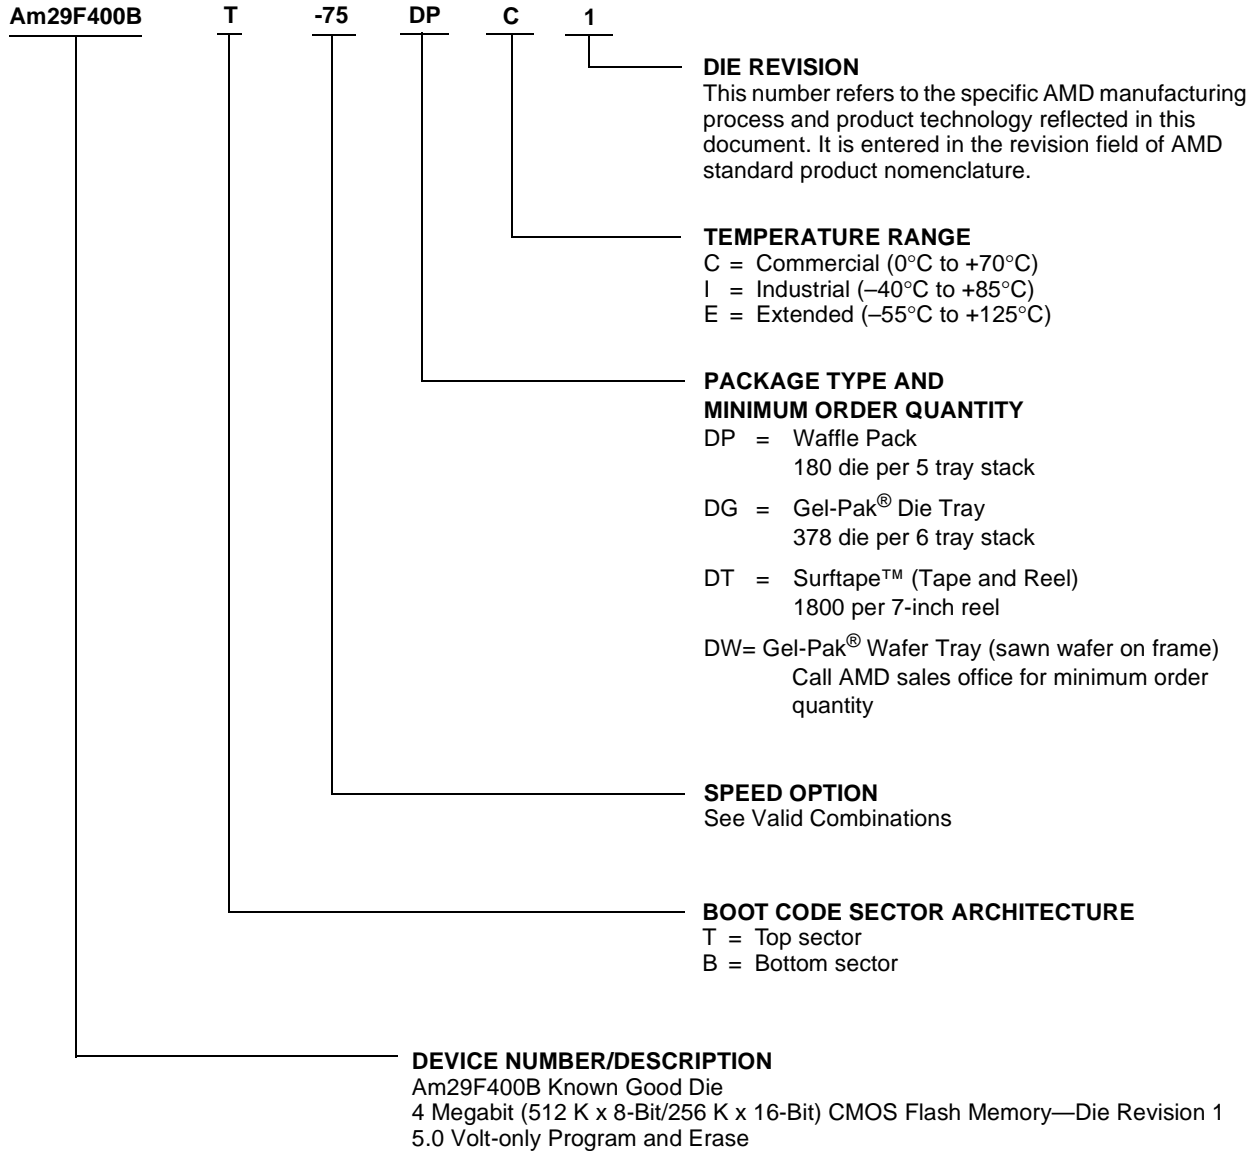 Am29F400B T -75 DP C 1
DIE REVISION
This number refers to the specific AMD manufacturing
process and product technology reflected in this
document. It is entered in the revision field of AMD
standard product nomenclature.
TEMPERATURE RANGE
C = Commercial (0°C to +70°C)
I = Industrial (–40°C to +85°C)
E = Extended (–55°C to +125°C)
PACKAGE TYPE AND
MINIMUM ORDER QUANTITY
DP = Waffle Pack
180 die per 5 tray stack
DG = Gel-Pak® Die Tray
378 die per 6 tray stack
DT = Surftape™ (Tape and Reel)
1800 per 7-inch reel
DW= Gel-Pak® Wafer Tray (sawn wafer on frame)
Call AMD sales office for minimum order
quantity
SPEED OPTION
See Valid Combinations
BOOT CODE SECTOR ARCHITECTURE
T = Top sector
B = Bottom sector
DEVICE NUMBER/DESCRIPTION
Am29F400B Known Good Die
4 Megabit (512 K x 8-Bit/256 K x 16-Bit) CMOS Flash Memory—Die Revision 1
5.0 Volt-only Program and Erase